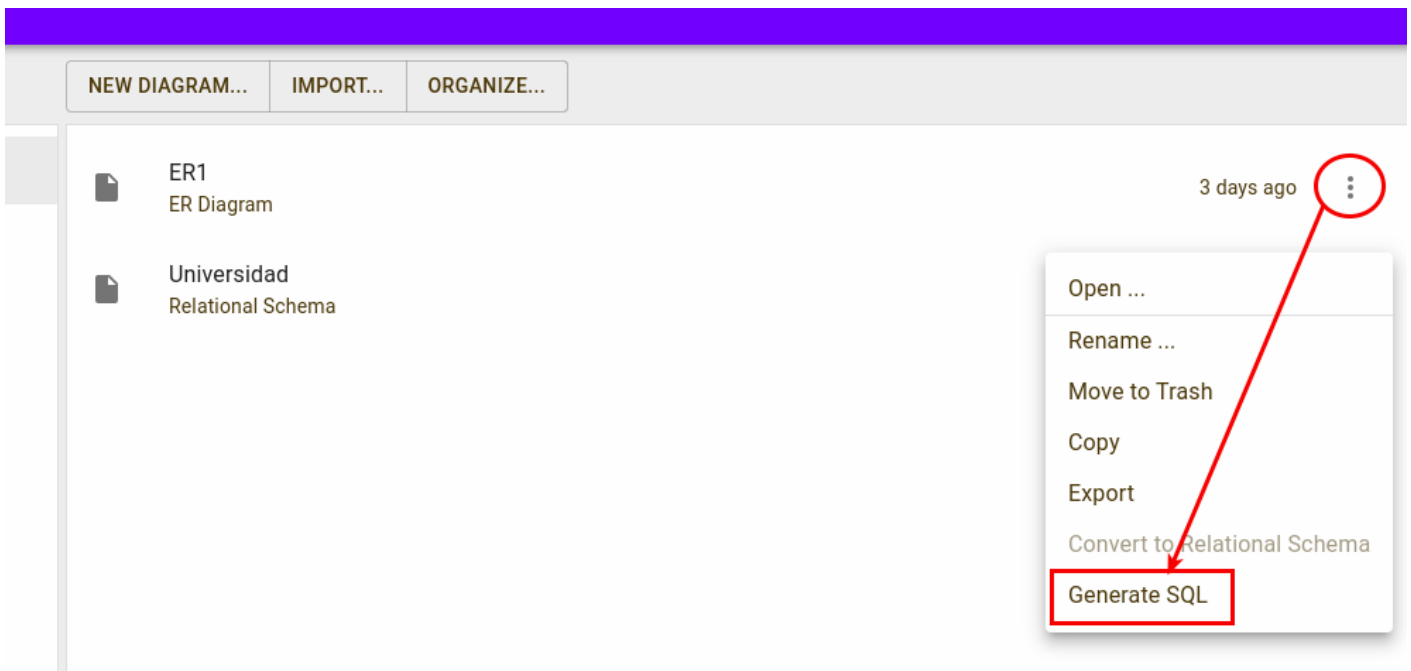 NEW DIAGRAM... IMPORT... ORGANIZE...
ER1
ER Diagram
3 days ago
Universidad
Relational Schema
Open ...
Rename ...
Move to Trash
Copy
Export
Convert to Relational Schema
Generate SQL